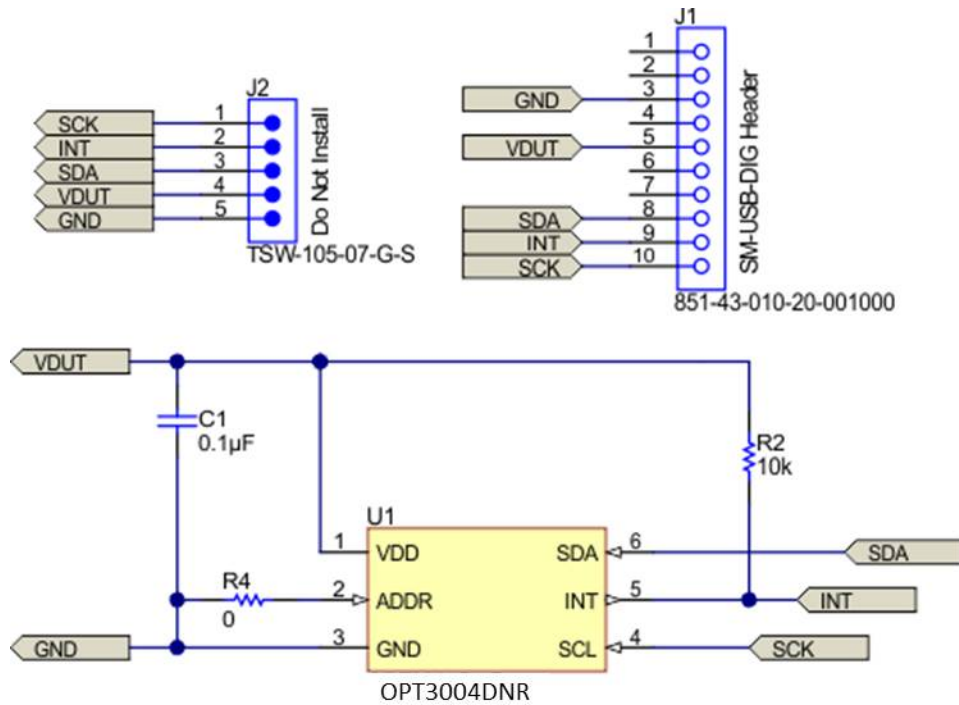 J2
SCK 1
INT 2
SDA 3
VDUT 4
GND 5
Do Not Install
TSW-105-07-G-S
J1
1
2
GND 3
4
VDUT 5
6
7
SDA 8
INT 9
SCK 10
SM-USB-DIG Header
851-43-010-20-001000
VDUT
C1
0.1µF
R2
10k
U1
1 VDD SDA 6 SDA
R4
0
2 ADDR INT 5 INT
GND 3 GND SCL 4 SCK
OPT3004DNR